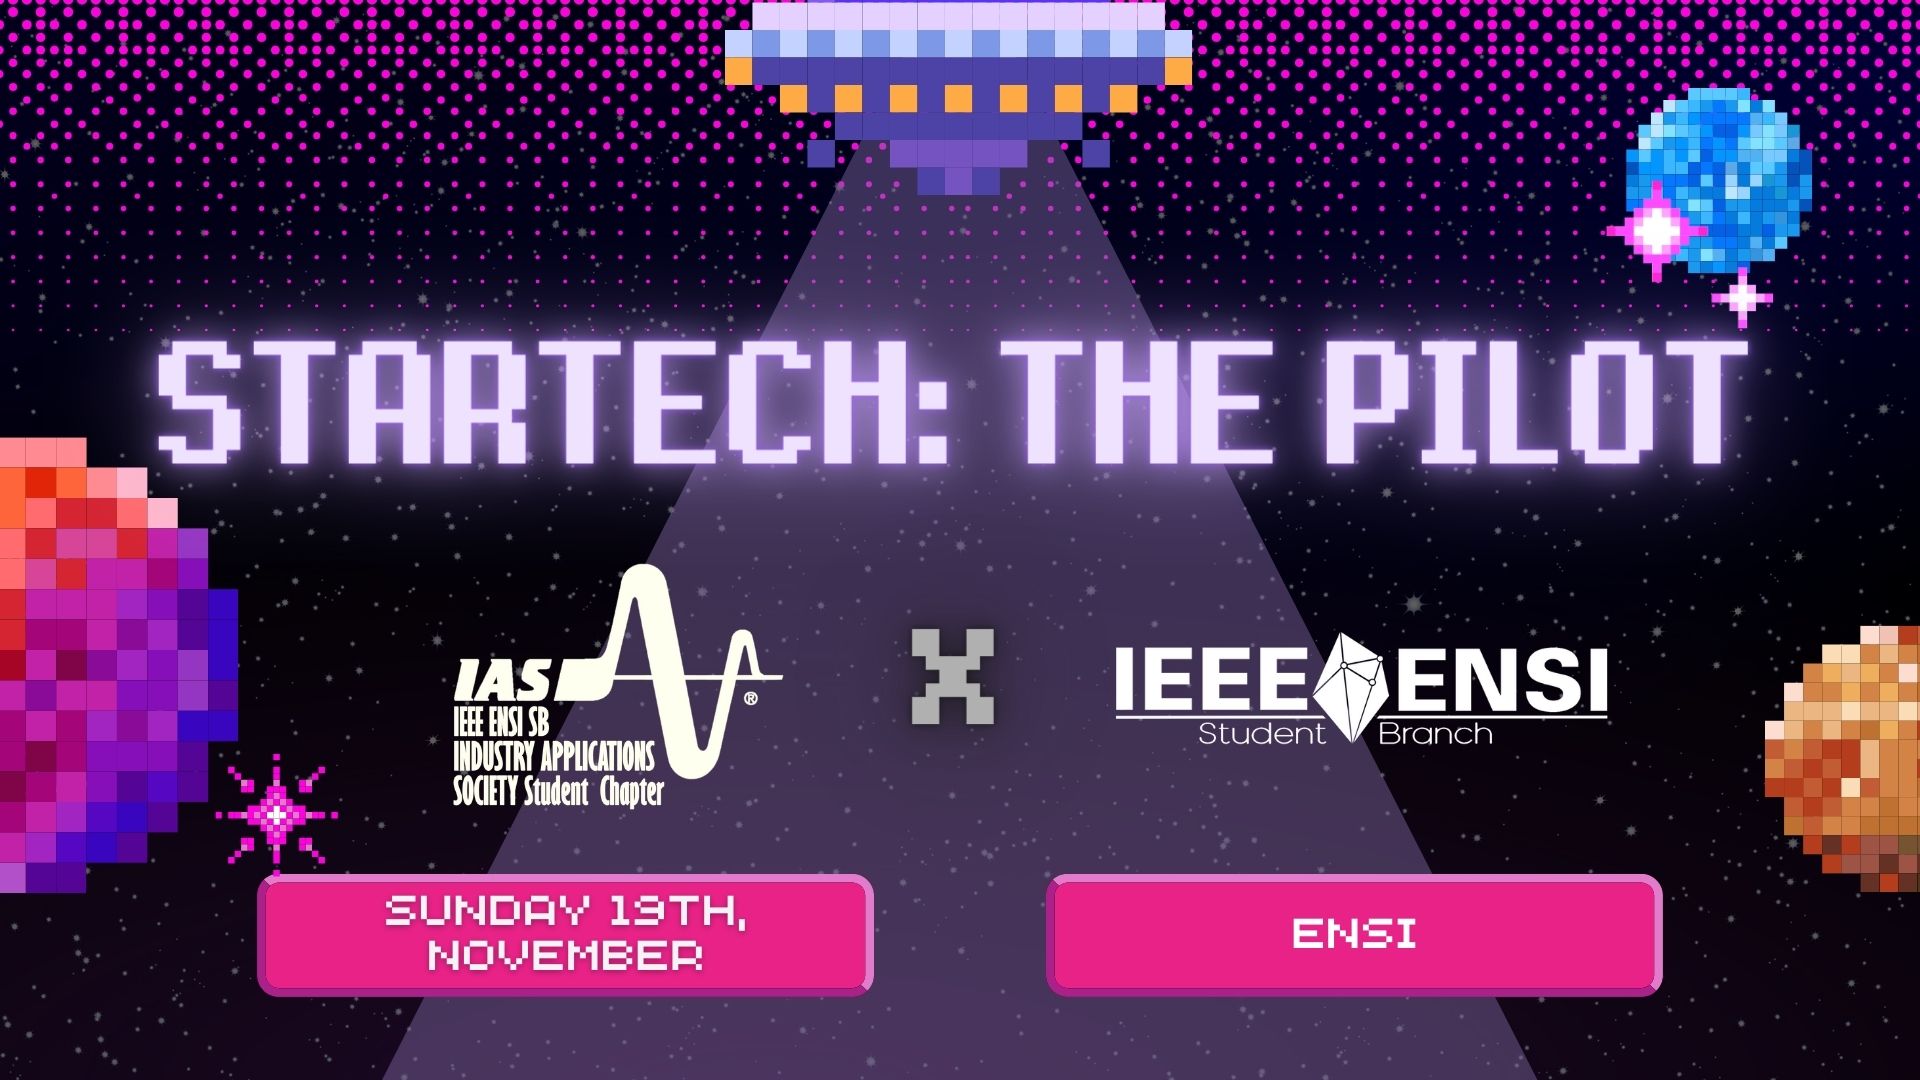 STARTECH: THE PILOT
IAS
®
IEEE ENSI SB
INDUSTRY APPLICATIONS
SOCIETY Student Chapter
X
IEEE ENSI
Student Branch
SUNDAY 19TH,
NOVEMBER
ENSI